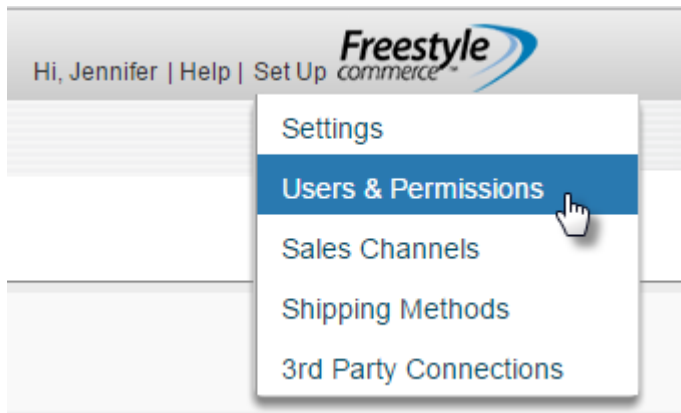 Hi, Jennifer | Help | Set Up Freestyle commerce™
Settings
Users & Permissions
Sales Channels
Shipping Methods
3rd Party Connections